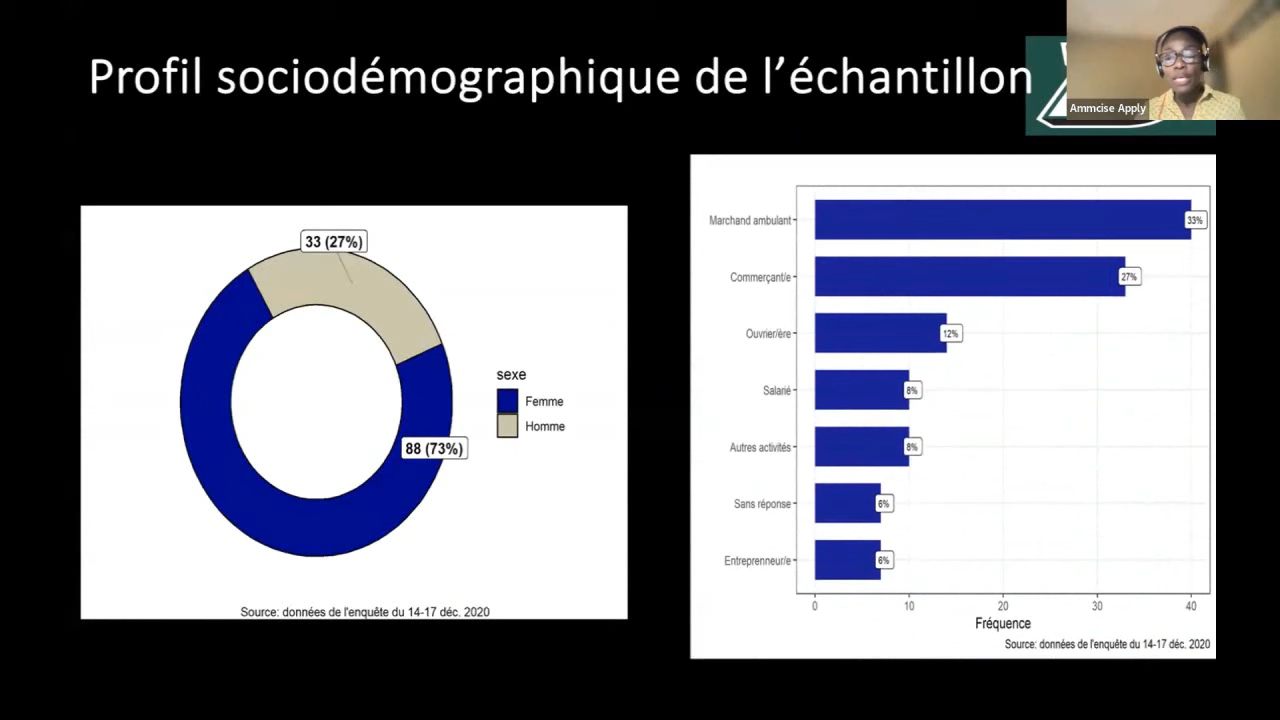 Profil sociodémographique de l’échantillon
Ammcise Apply
33 (27%)
sexe
Femme
Homme
88 (73%)
Source: données de l'enquête du 14-17 déc. 2020
Marchand ambulant
33%
Commerçant/e
27%
Ouvrier/ère
12%
Salarié
8%
Autres activités
8%
Sans réponse
6%
Entrepreneur/e
6%
0 10 20 30 40
Fréquence
Source: données de l'enquête du 14-17 déc. 2020